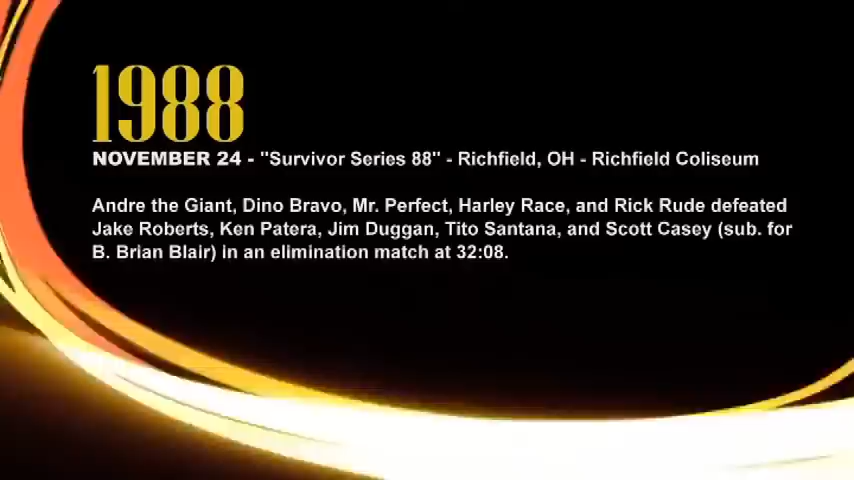 1988
NOVEMBER 24 - "Survivor Series 88" - Richfield, OH - Richfield Coliseum
Andre the Giant, Dino Bravo, Mr. Perfect, Harley Race, and Rick Rude defeated
Jake Roberts, Ken Patera, Jim Duggan, Tito Santana, and Scott Casey (sub. for
B. Brian Blair) in an elimination match at 32:08.